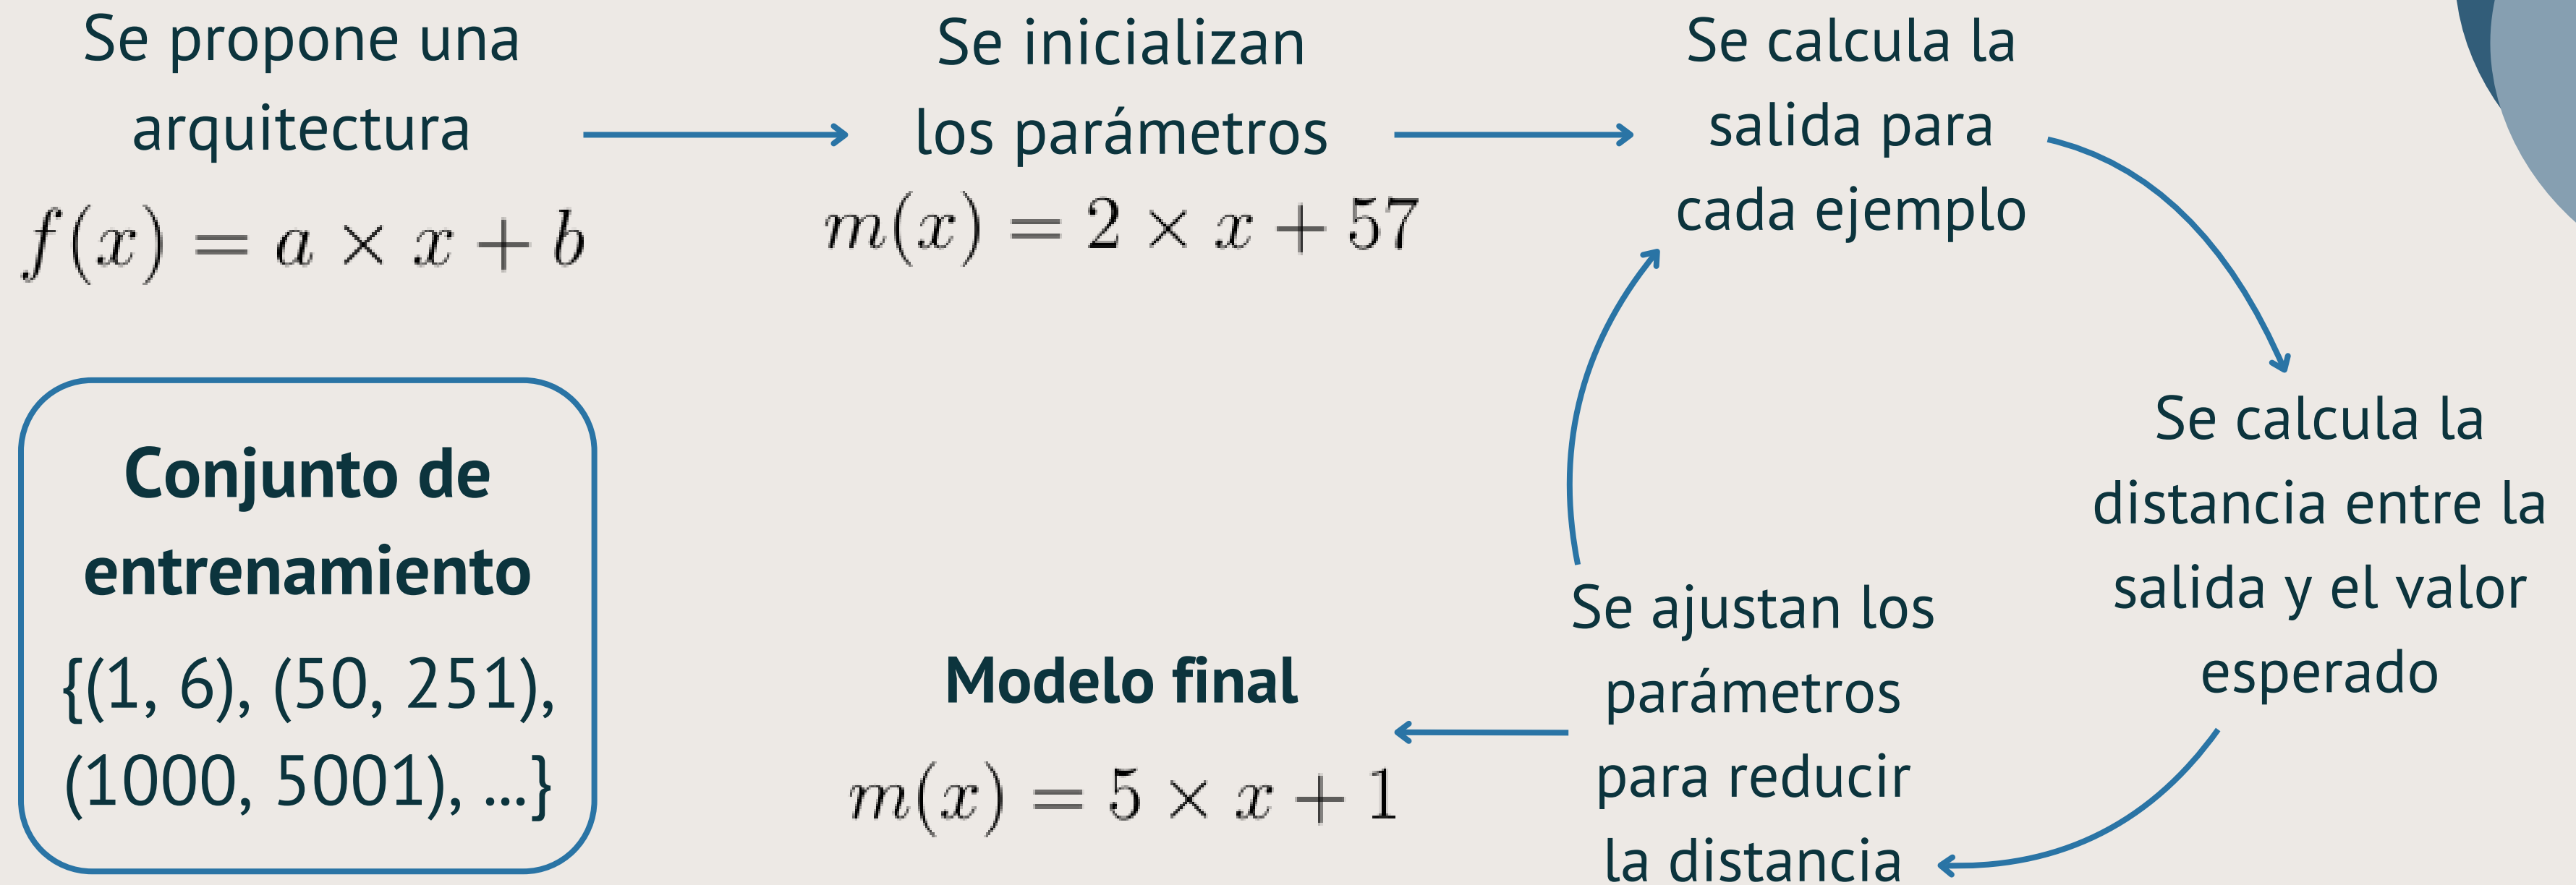 Se propone una
arquitectura
f(x) = a × x + b
Se inicializan
los parámetros
m(x) = 2 × x + 57
Se calcula la
salida para
cada ejemplo
Se calcula la
distancia entre la
salida y el valor
esperado
Se ajustan los
parámetros
para reducir
la distancia
Modelo final
m(x) = 5 × x + 1
Conjunto de
entrenamiento
{(1, 6), (50, 251),
(1000, 5001), ...}